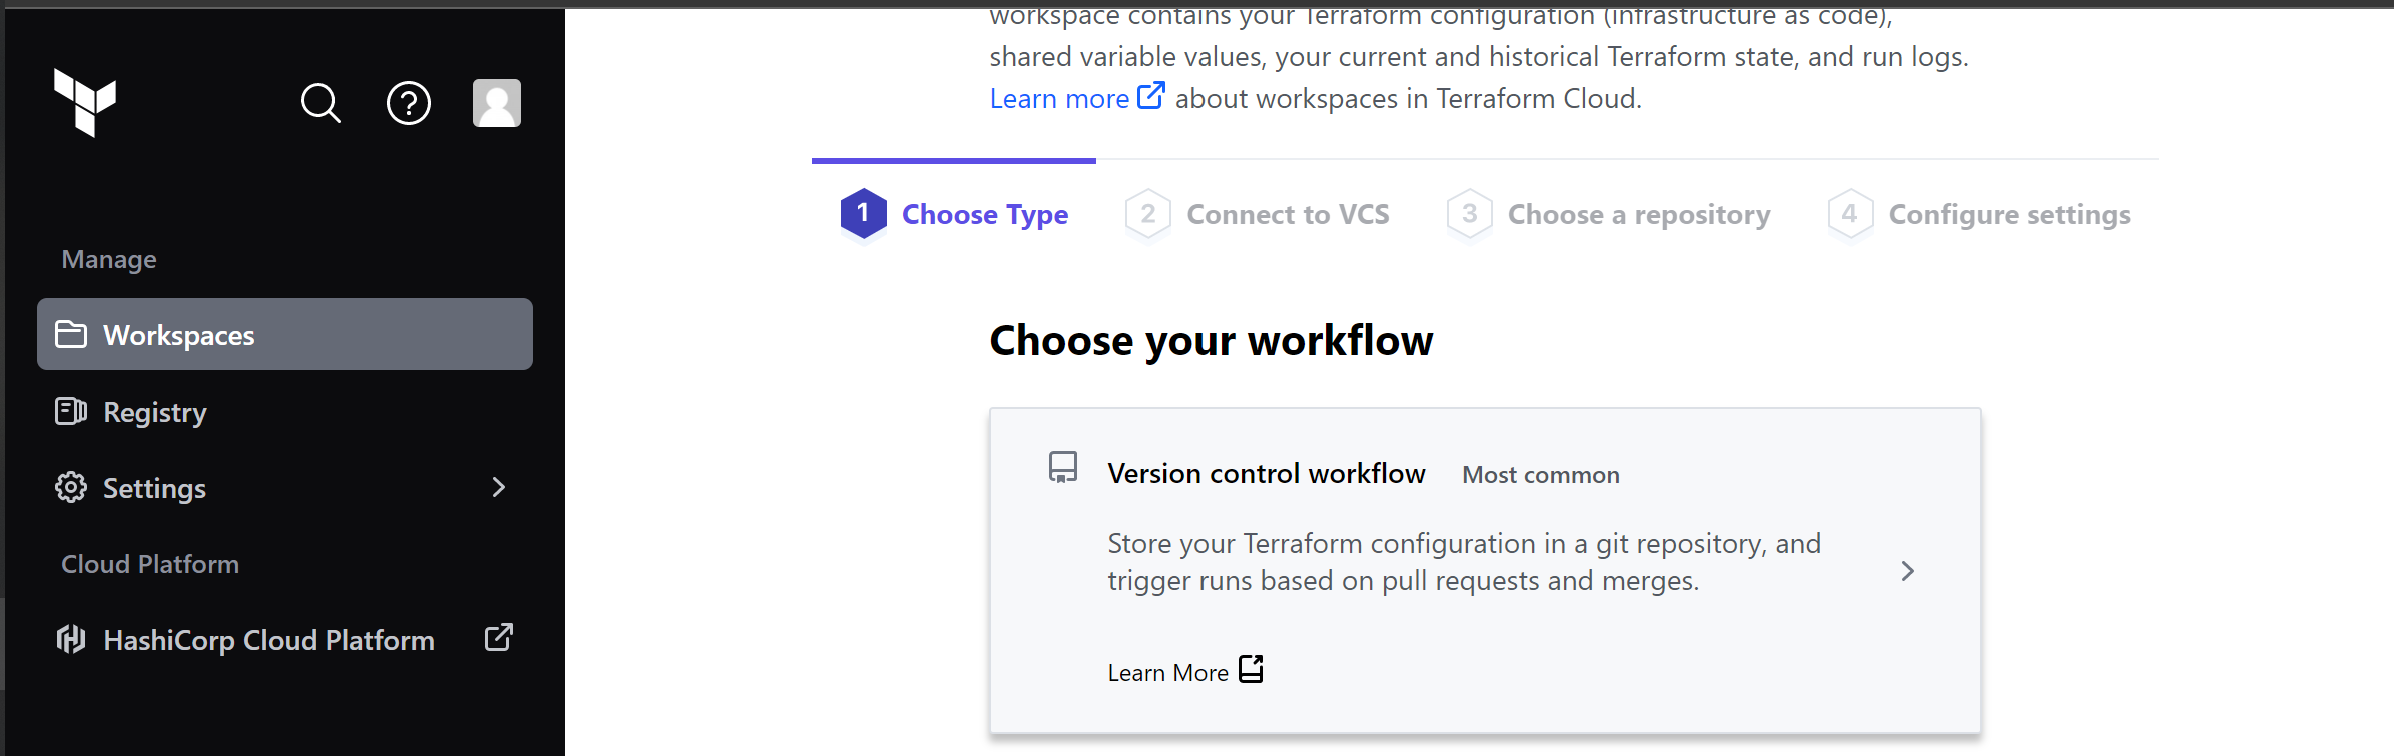 Manage
Workspaces
Registry
Settings
Cloud Platform
HashiCorp Cloud Platform
workspace contains your Terraform configuration (infrastructure as code),
shared variable values, your current and historical Terraform state, and run logs.
Learn more about workspaces in Terraform Cloud.
1 Choose Type
2 Connect to VCS
3 Choose a repository
4 Configure settings
Choose your workflow
Version control workflow Most common
Store your Terraform configuration in a git repository, and
trigger runs based on pull requests and merges.
Learn More